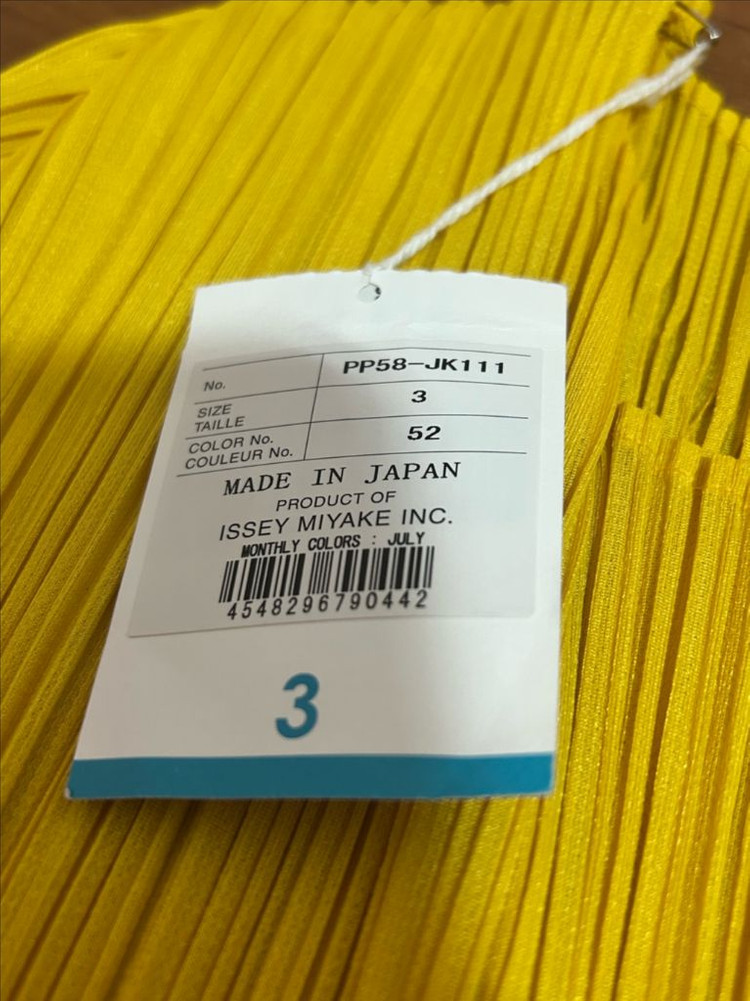 No. PP58-JK111
SIZE
TAILLE 3
COLOR No.
COULEUR No. 52
MADE IN JAPAN
PRODUCT OF
ISSEY MIYAKE INC.
MONTHLY COLORS : JULY
4548296790442
3